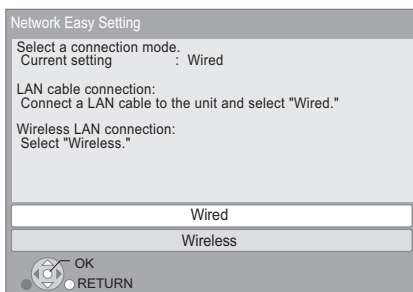 Network Easy Setting
Select a connection mode.
Current setting : Wired
LAN cable connection:
Connect a LAN cable to the unit and select "Wired."
Wireless LAN connection:
Select "Wireless."
Wired
Wireless
OK
RETURN